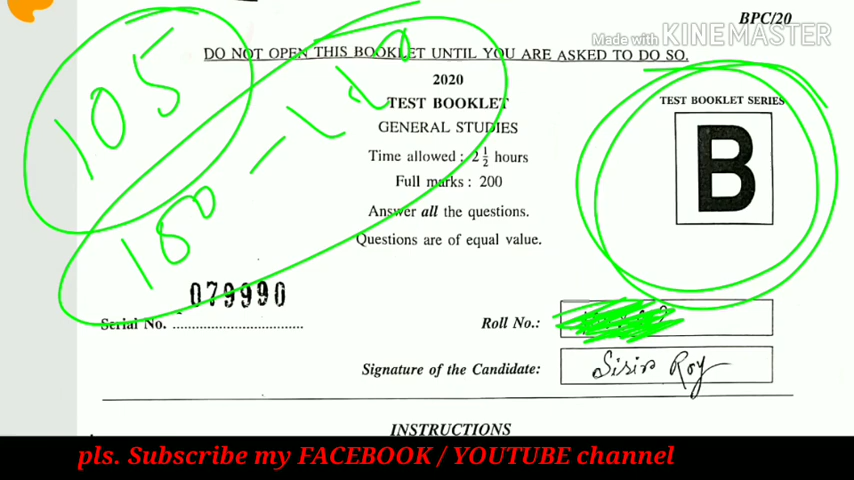 BPC/20
Made with KINEMASTER
DO NOT OPEN THIS BOOKLET UNTIL YOU ARE ASKED TO DO SO.
105
2020
TEST BOOKLET
TEST BOOKLET SERIES
B
GENERAL STUDIES
Time allowed : 2 1/2 hours
180 -
Full marks : 200
Answer all the questions.
Questions are of equal value.
079990
Serial No. ..............................
Roll No.:
Signature of the Candidate: Sisir Roy
INSTRUCTIONS
pls. Subscribe my FACEBOOK / YOUTUBE channel